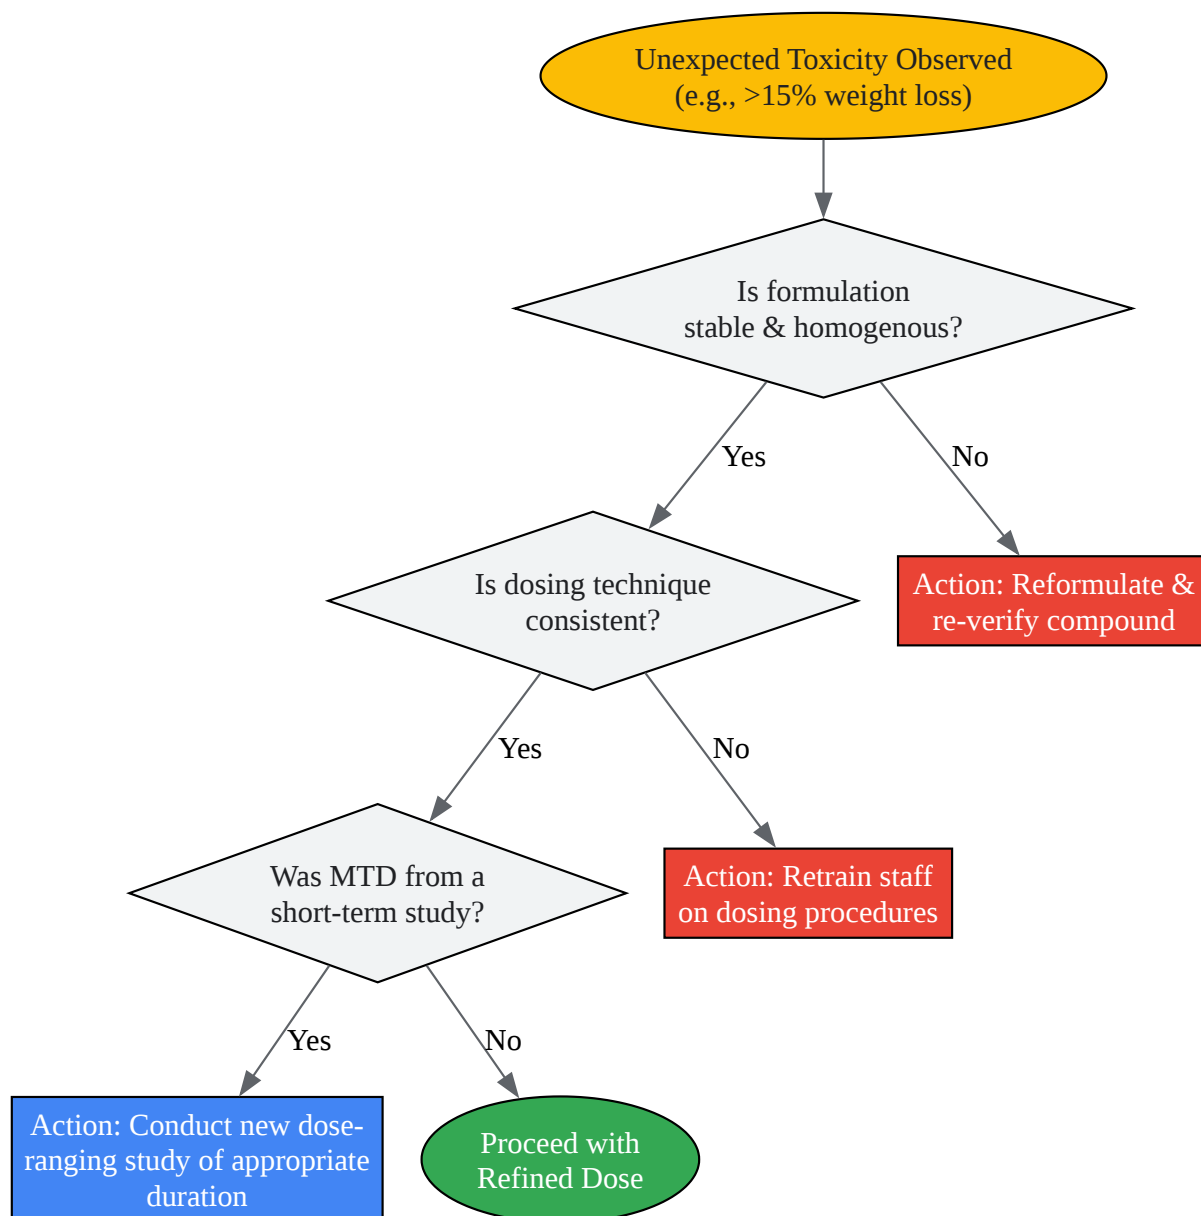 Unexpected Toxicity Observed
(e.g., >15% weight loss)
Is formulation
stable & homogenous?
Yes
No
Is dosing technique
consistent?
Action: Reformulate &
re-verify compound
Yes
No
Was MTD from a
short-term study?
Action: Retrain staff
on dosing procedures
Yes
No
Action: Conduct new dose-
ranging study of appropriate
duration
Proceed with
Refined Dose